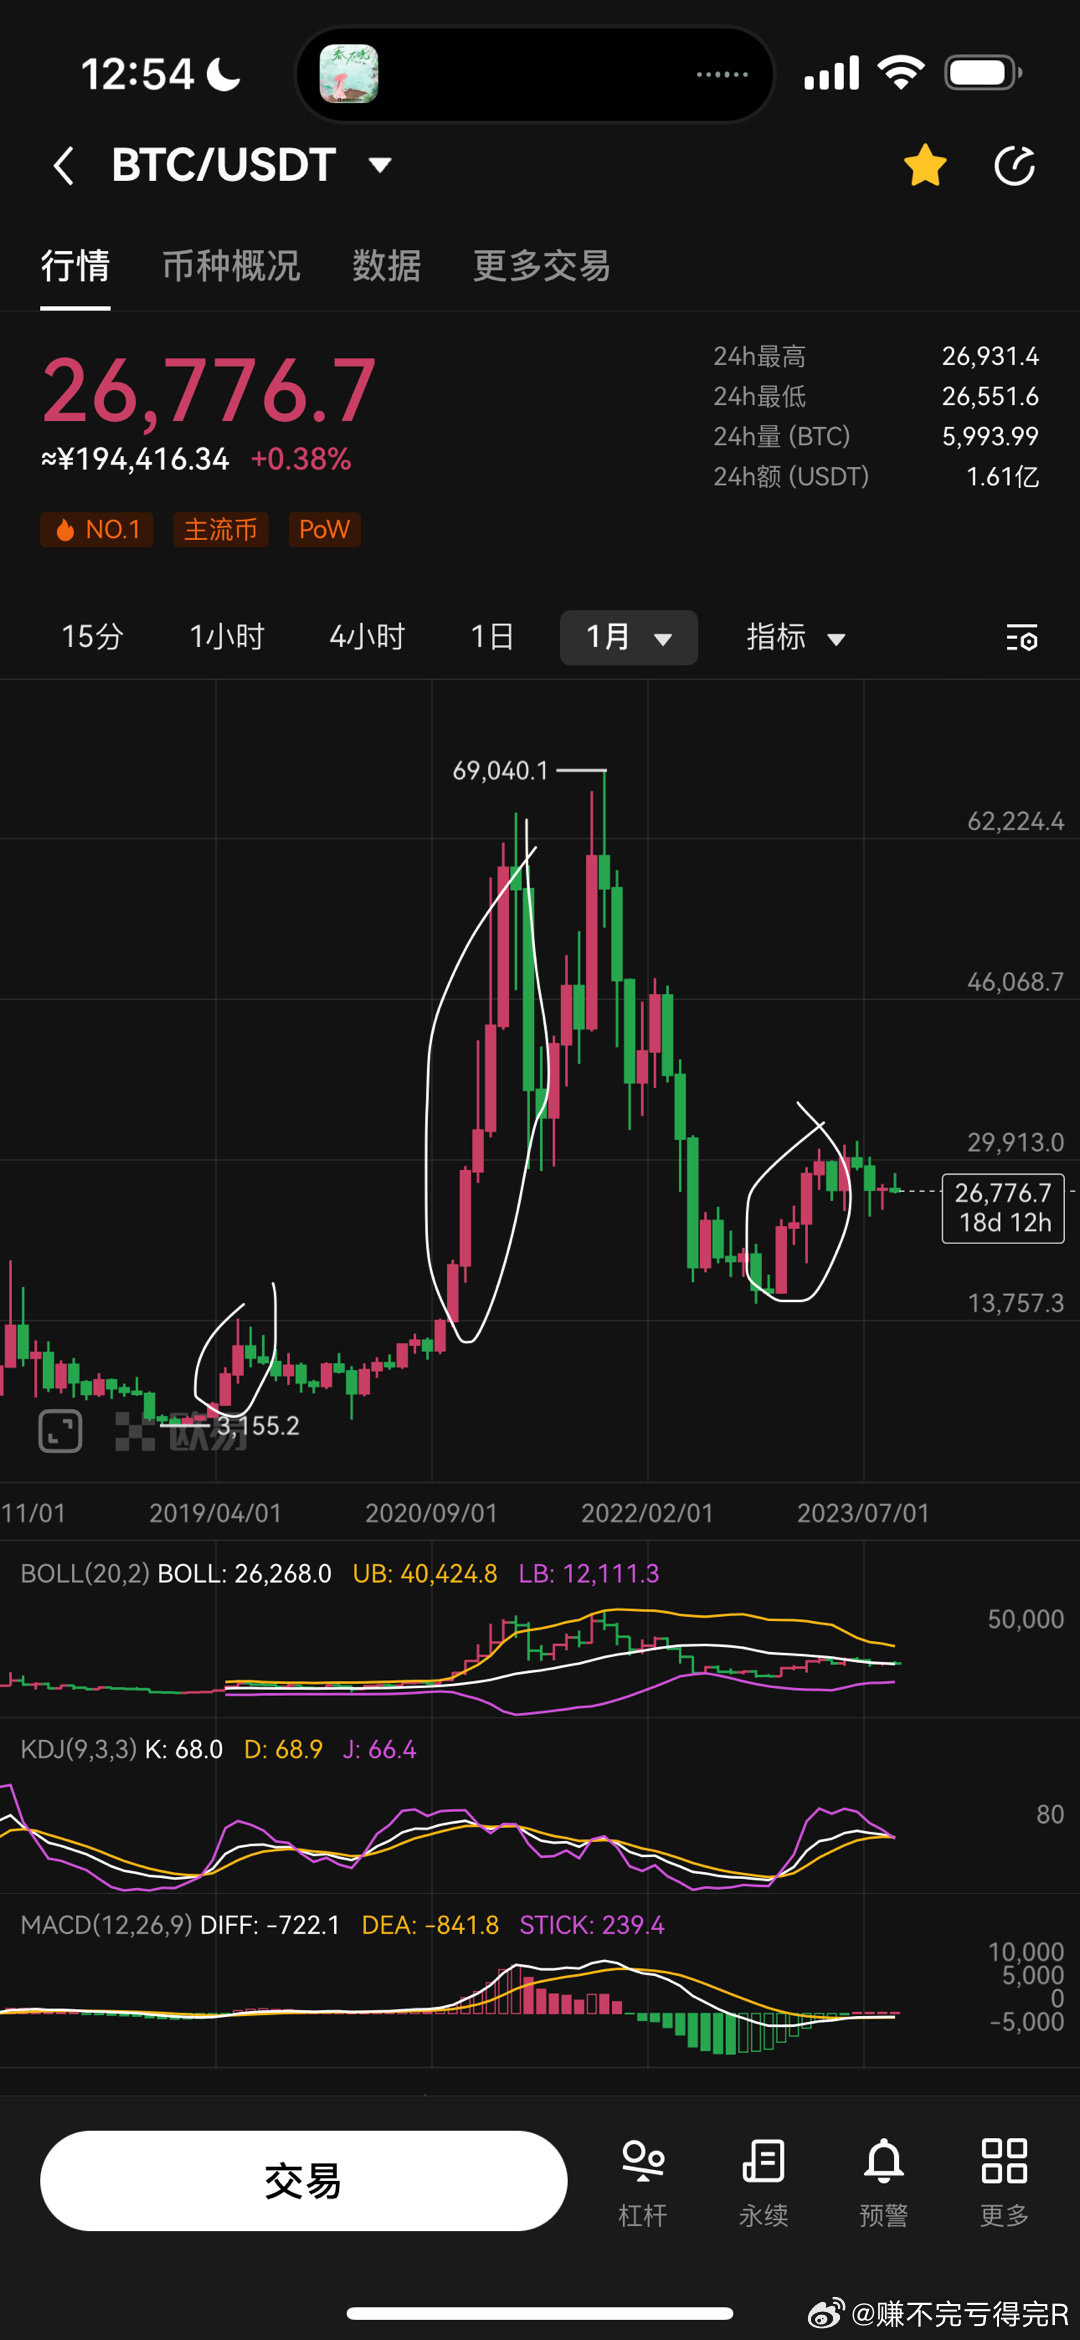 12:54
BTC/USDT
行情 币种概况 数据 更多交易
26,776.7
≈¥194,416.34 +0.38%
24h最高 26,931.4
24h最低 26,551.6
24h量 (BTC) 5,993.99
24h额 (USDT) 1.61亿
NO.1 主流币 PoW
15分 1小时 4小时 1日 1月 指标
69,040.1
62,224.4
46,068.7
29,913.0
26,776.7
18d 12h
13,757.3
3,155.2
欧易
11/01 2019/04/01 2020/09/01 2022/02/01 2023/07/01
BOLL(20,2) BOLL: 26,268.0 UB: 40,424.8 LB: 12,111.3
50,000
KDJ(9,3,3) K: 68.0 D: 68.9 J: 66.4
80
MACD(12,26,9) DIFF: -722.1 DEA: -841.8 STICK: 239.4
10,000
5,000
0
-5,000
交易
杠杆 永续 预警 更多
@赚不完亏得完R